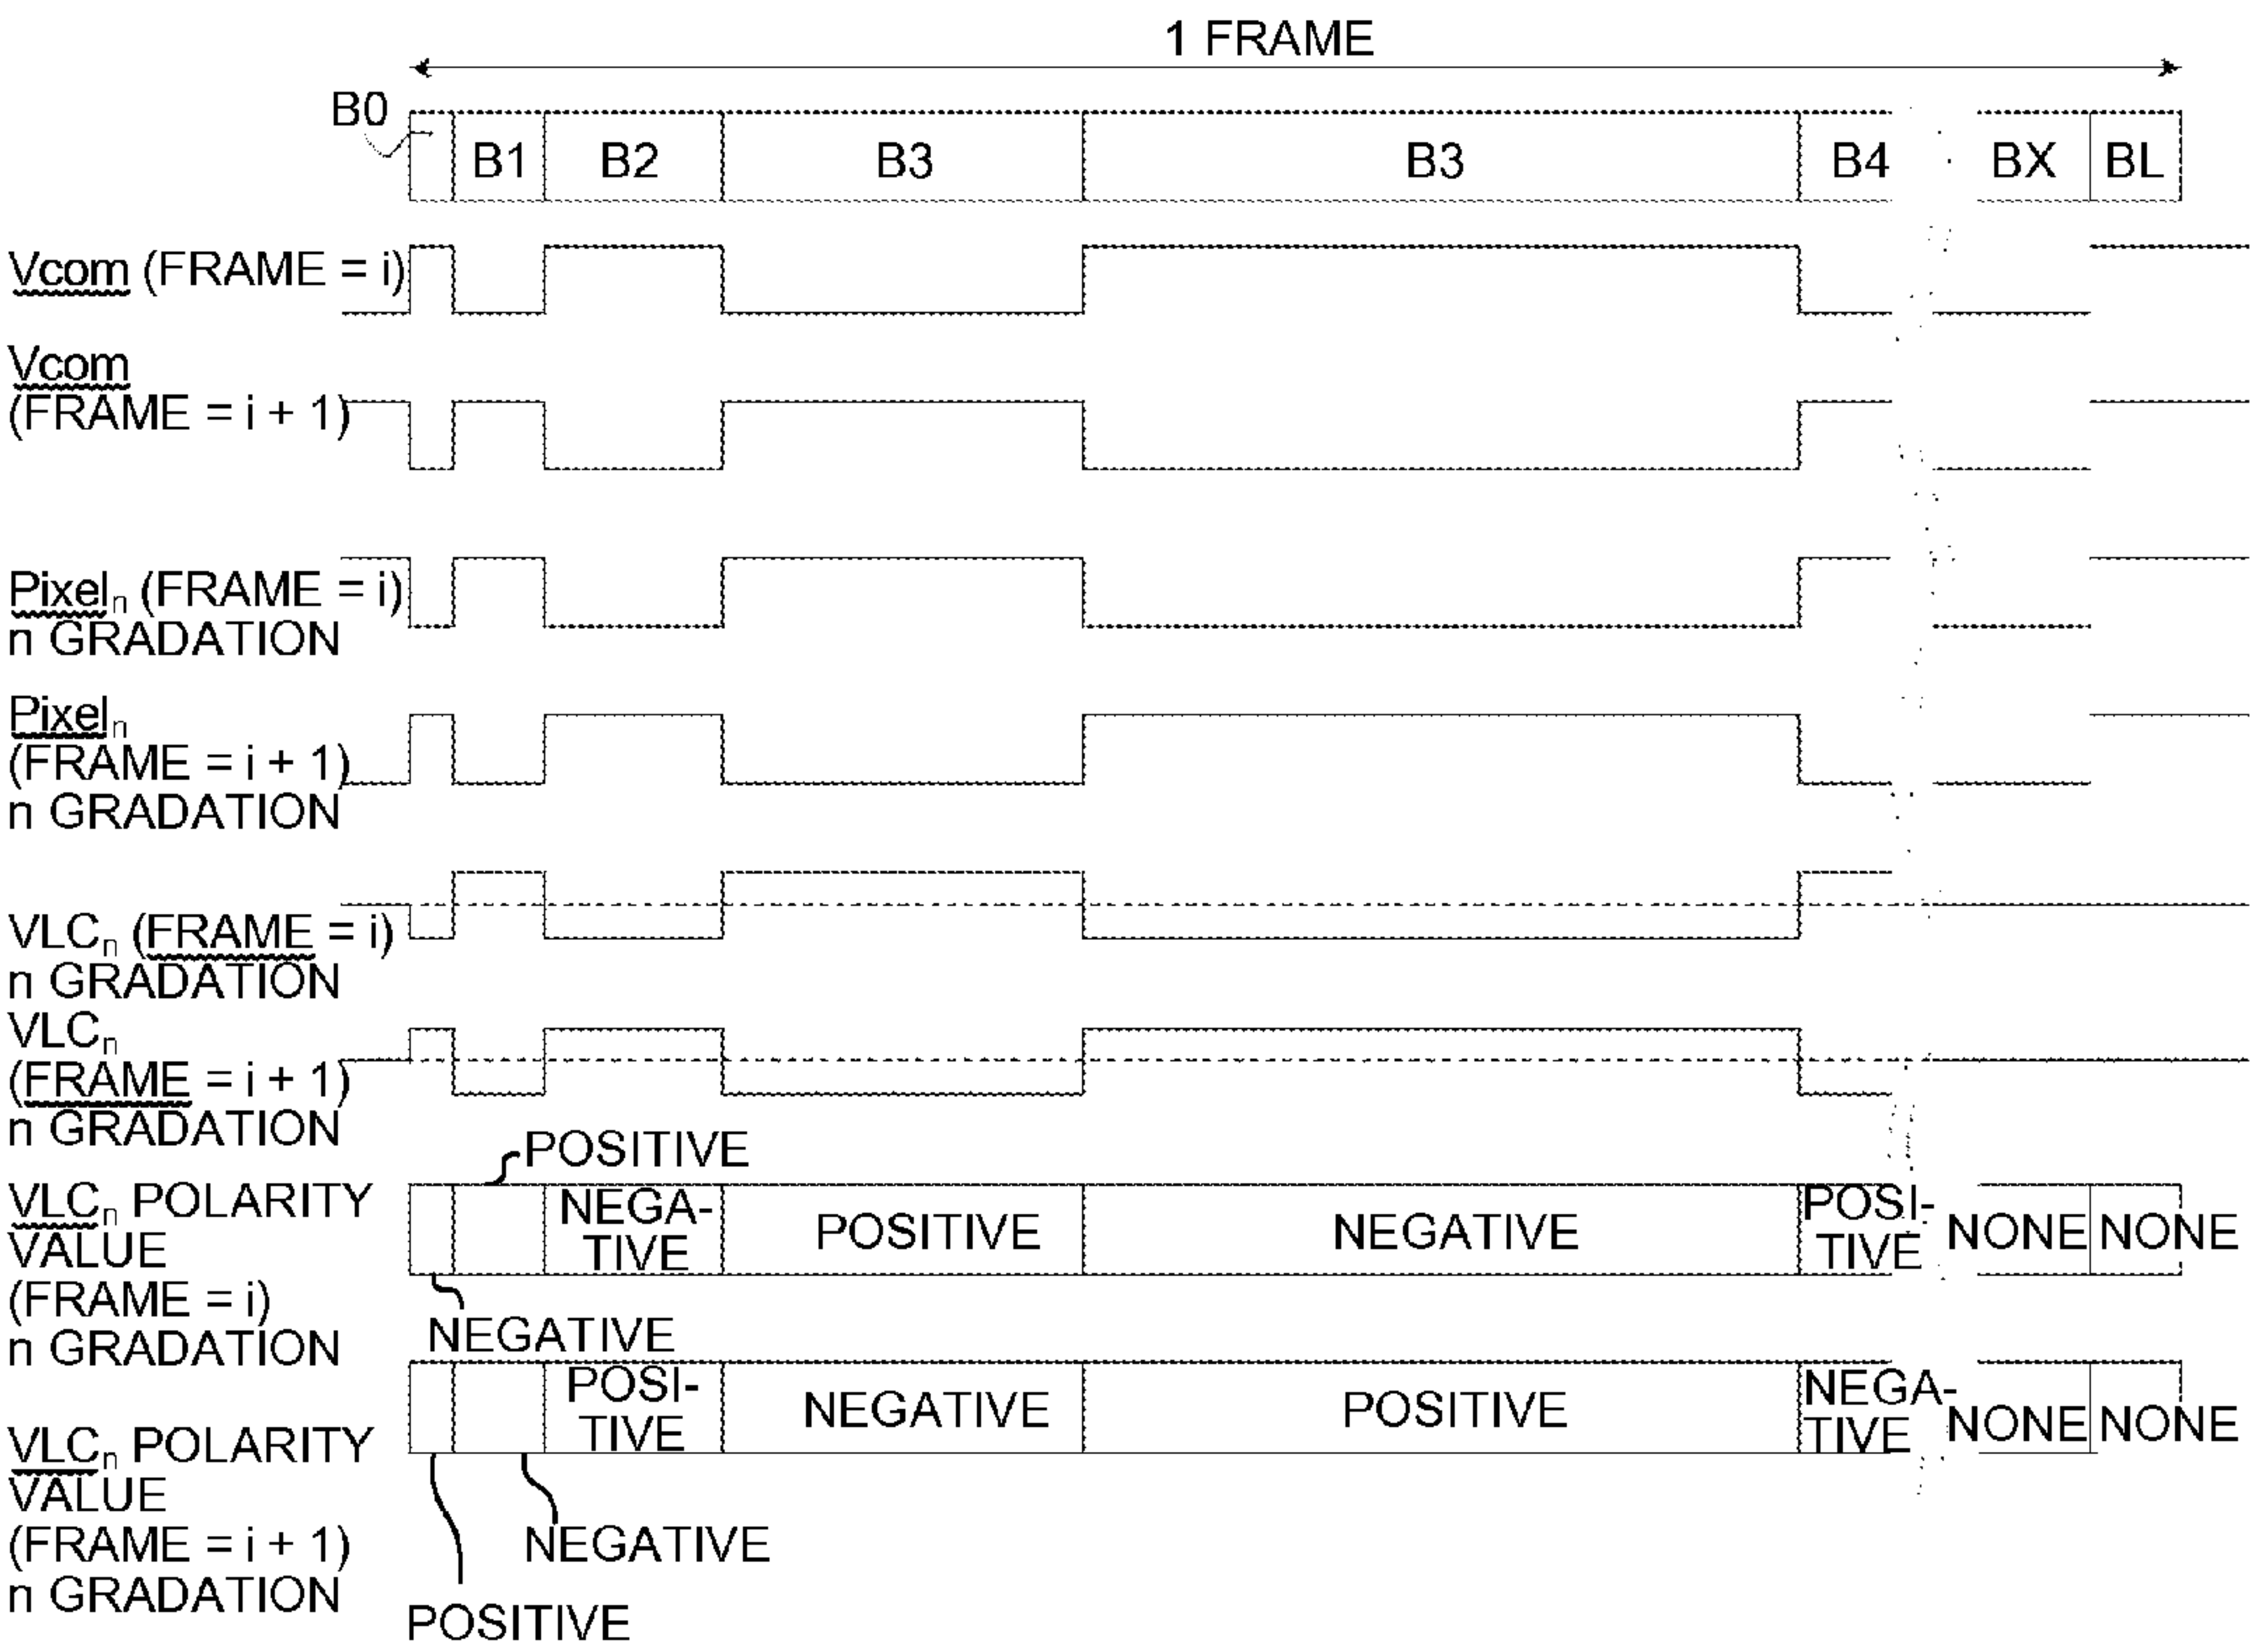 1 FRAME
B0
B1 B2 B3 B3 B4 BX BL
Vcom (FRAME = i)
Vcom
(FRAME = i + 1)
Pixeln (FRAME = i)
n GRADATION
Pixeln
(FRAME = i + 1)
n GRADATION
VLCn (FRAME = i)
n GRADATION
VLCn
(FRAME = i + 1)
n GRADATION
POSITIVE
VLCn POLARITY
VALUE
(FRAME = i)
n GRADATION
NEGA-
TIVE
POSITIVE
NEGATIVE
POSI-
TIVE
NONE
NONE
NEGATIVE
VLCn POLARITY
VALUE
(FRAME = i + 1)
n GRADATION
POSI-
TIVE
NEGATIVE
POSITIVE
NEGA-
TIVE
NONE
NONE
NEGATIVE
POSITIVE